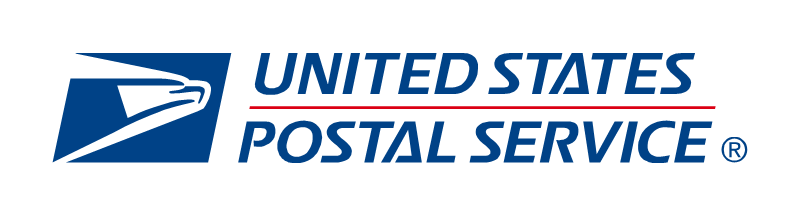 UNITED STATES
POSTAL SERVICE ®